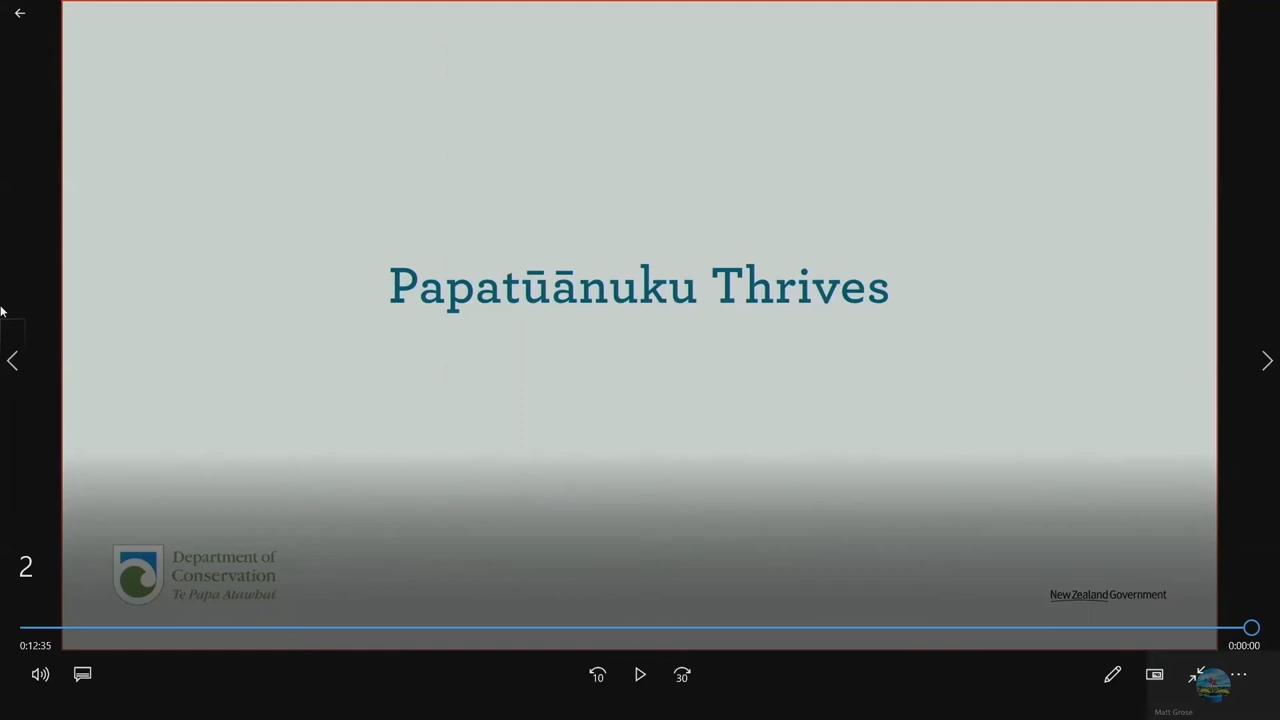 Papatūānuku Thrives
Department of
Conservation
Te Papa Atawhai
New Zealand Government
2
0:12:35
0:00:00
10
30
Matt Grose